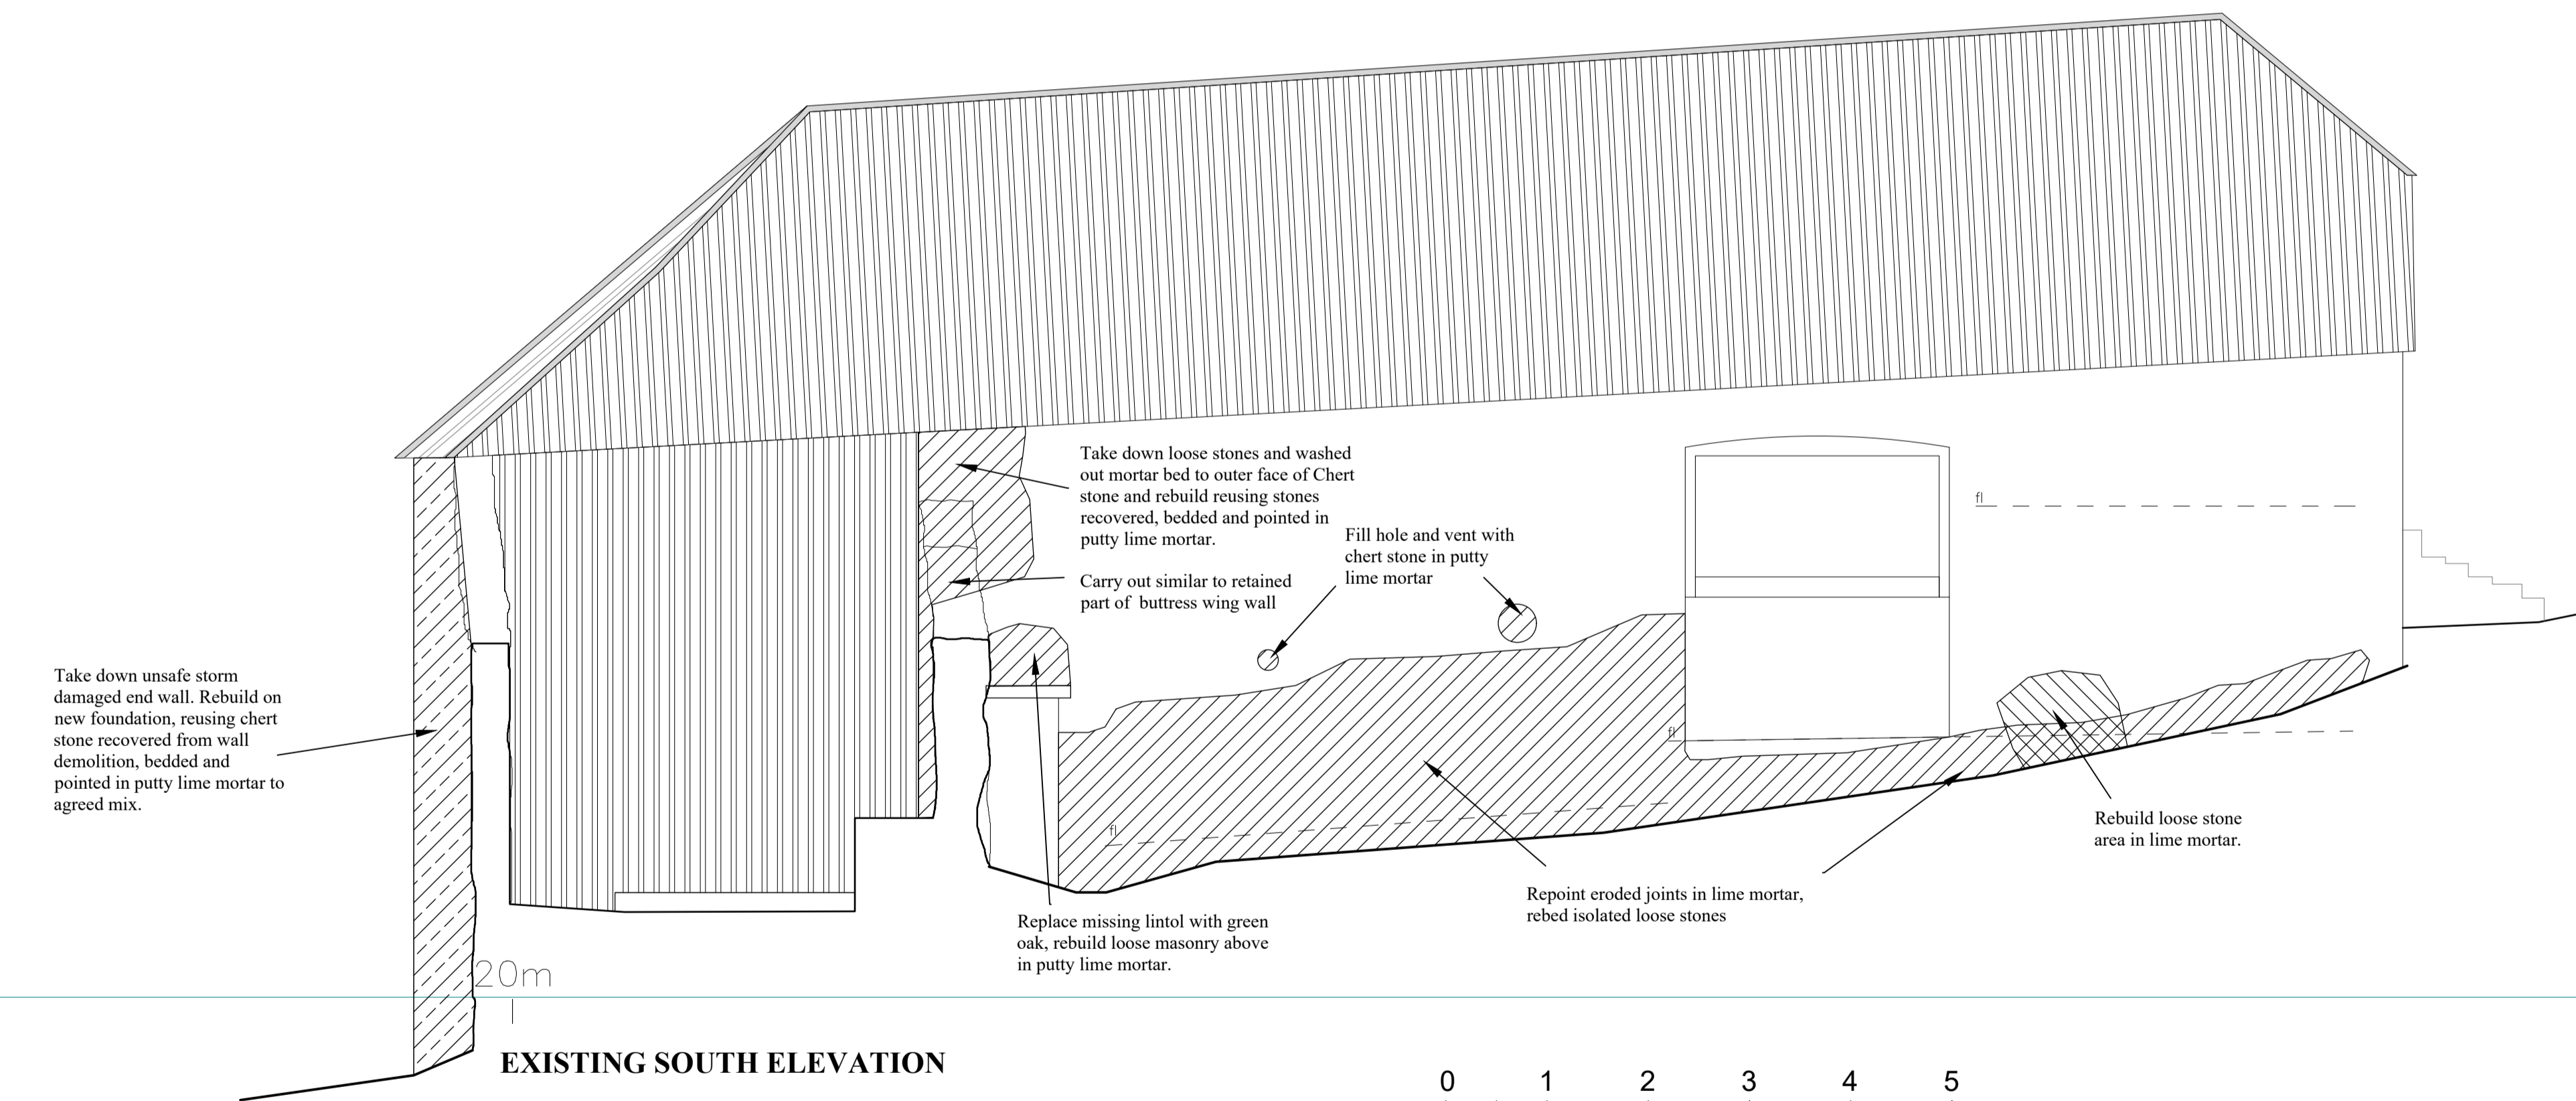 Take down loose stones and washed
out mortar bed to outer face of Chert
stone and rebuild reusing stones
recovered, bedded and pointed in
putty lime mortar.
Carry out similar to retained
part of buttress wing wall
Fill hole and vent with
chert stone in putty
lime mortar
fl
Take down unsafe storm
damaged end wall. Rebuild on
new foundation, reusing chert
stone recovered from wall
demolition, bedded and
pointed in putty lime mortar to
agreed mix.
fl
fl
Rebuild loose stone
area in lime mortar.
Repoint eroded joints in lime mortar,
rebed isolated loose stones
Replace missing lintol with green
oak, rebuild loose masonry above
in putty lime mortar.
20m
EXISTING SOUTH ELEVATION
0 1 2 3 4 5